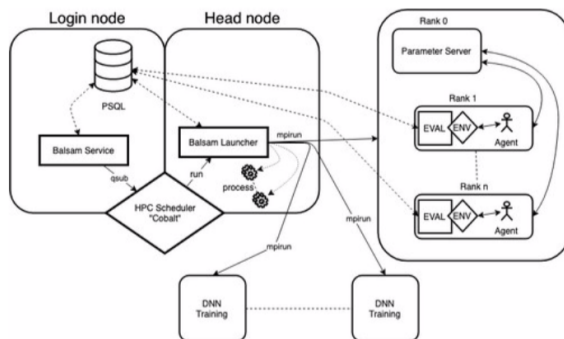 Login node
Head node
PSQL
Balsam Service
Balsam Launcher
qsub
run
process
HPC Scheduler
"Cobalt"
mpirun
mpirun
mpirun
Rank 0
Parameter Server
Rank 1
EVAL
ENV
Agent
Rank n
EVAL
ENV
Agent
DNN
Training
DNN
Training